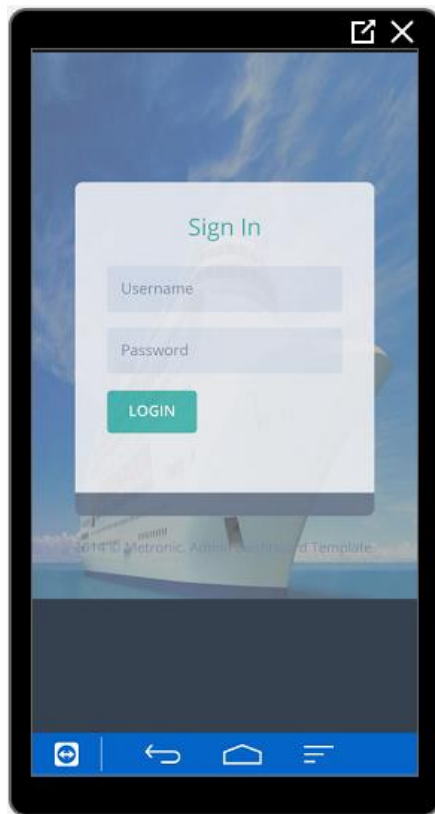 Sign In
Username
Password
LOGIN
2014 © Metronic. Admin Dashboard Template.